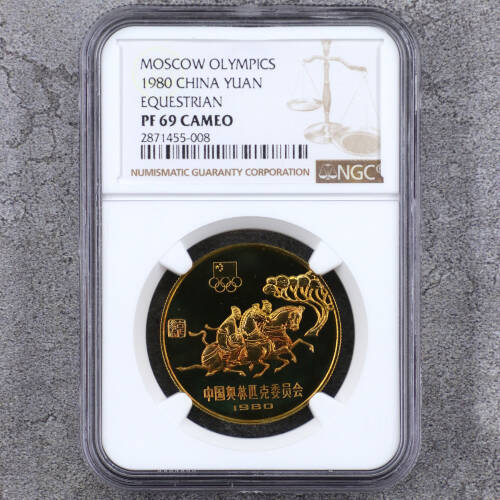 MOSCOW OLYMPICS
1980 CHINA YUAN
EQUESTRIAN
PF 69 CAMEO
2871455-008
NUMISMATIC GUARANTY CORPORATION
NGC
中国奥林匹克委员会
1980